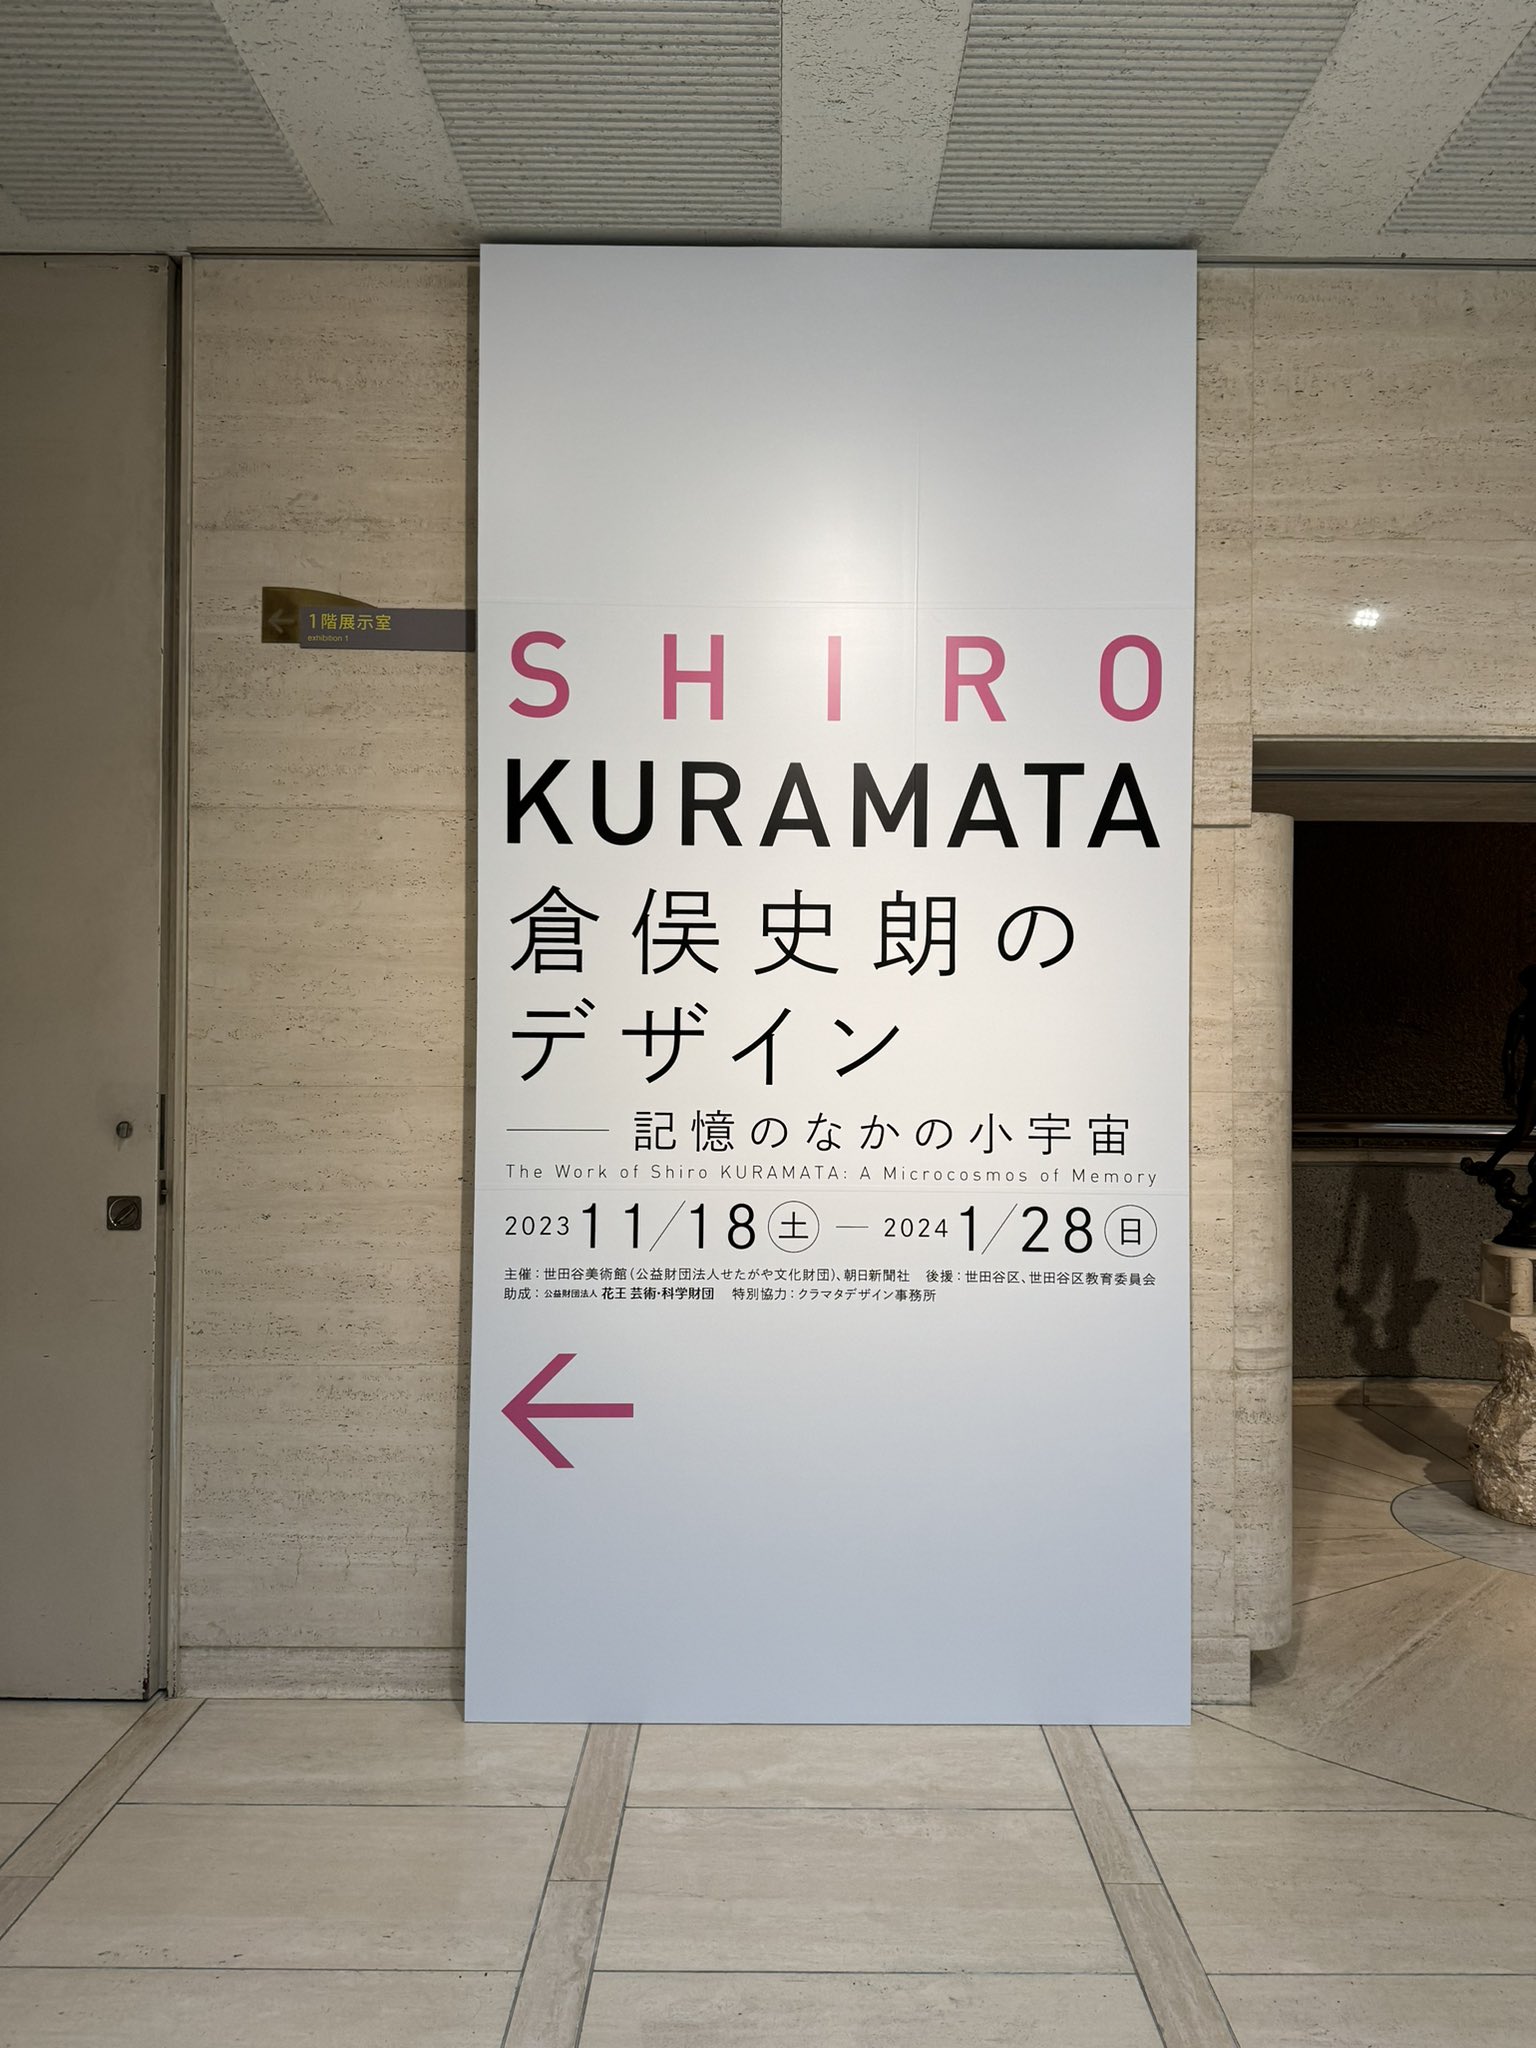 1階展示室
exhibition 1
SHIRO
KURAMATA
倉俣史朗の
デザイン
──記憶のなかの小宇宙
The Work of Shiro KURAMATA: A Microcosmos of Memory
2023 11/18㊏ — 2024 1/28㊐
主催：世田谷美術館(公益財団法人せたがや文化財団)、朝日新聞社 後援：世田谷区、世田谷区教育委員会
助成：公益財団法人 花王 芸術・科学財団 特別協力：クラマタデザイン事務所